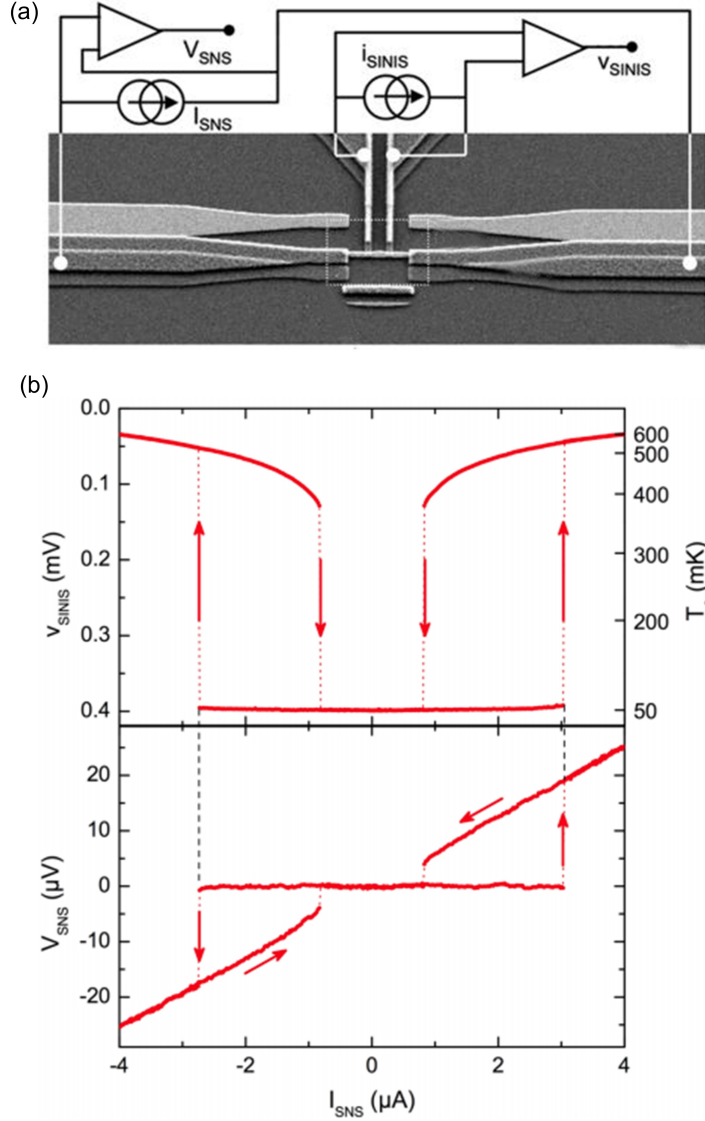 (a)
V_SNS
i_SINIS
v_SINIS
I_SNS
(b)
0.0
0.1
0.2
0.3
0.4
v_SINIS (mV)
600
500
400
300
200
50
(mK)
20
10
0
-10
-20
V_SNS (µV)
-4
-2
0
2
4
I_SNS (µA)